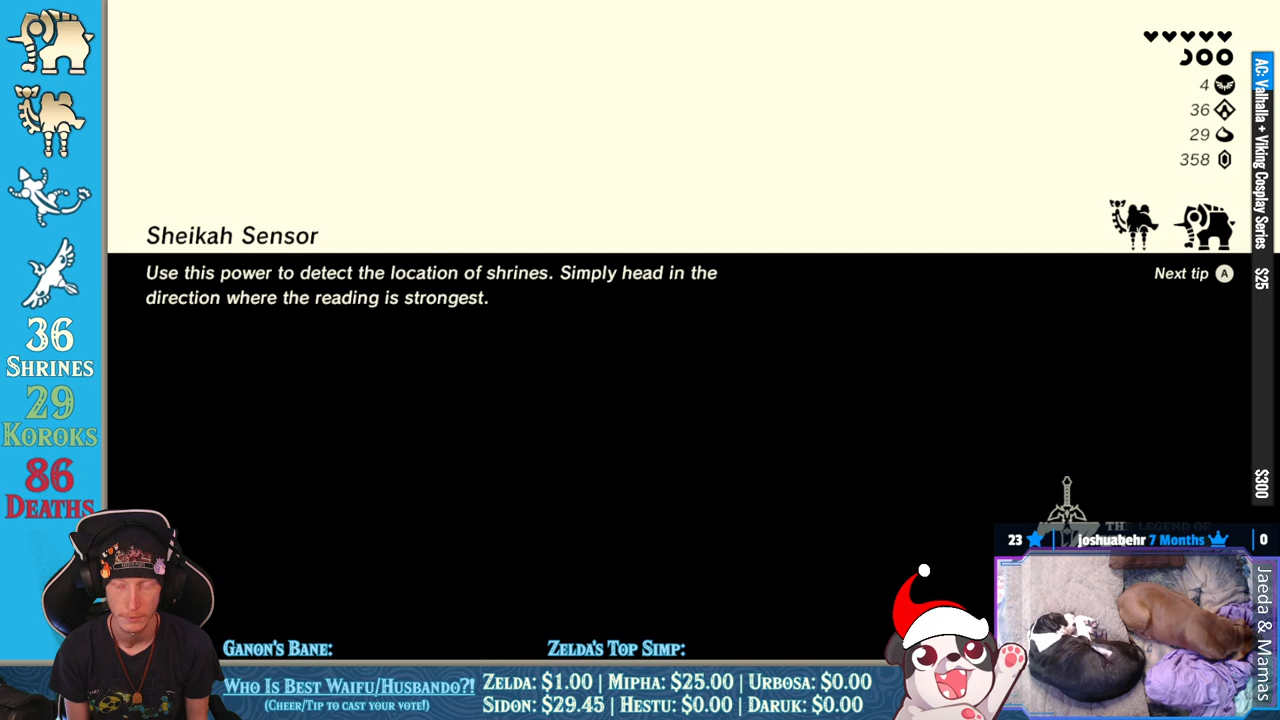 4
36
29
358
Sheikah Sensor
Use this power to detect the location of shrines. Simply head in the
direction where the reading is strongest.
Next tip A
36
SHRINES
29
KOROKS
86
DEATHS
AC: Valhalla + Viking Cosplay Series
$25
$300
THE LEGEND OF
23
joshuabehr 7 Months
0
Jaeda & Mamas
GANON'S BANE:
ZELDA'S TOP SIMP:
WHO IS BEST WAIFU/HUSBANDO?!
(CHEER/TIP TO CAST YOUR VOTE!)
ZELDA: $1.00 | MIPHA: $25.00 | URBOSA: $0.00
SIDON: $29.45 | HESTU: $0.00 | DARUK: $0.00